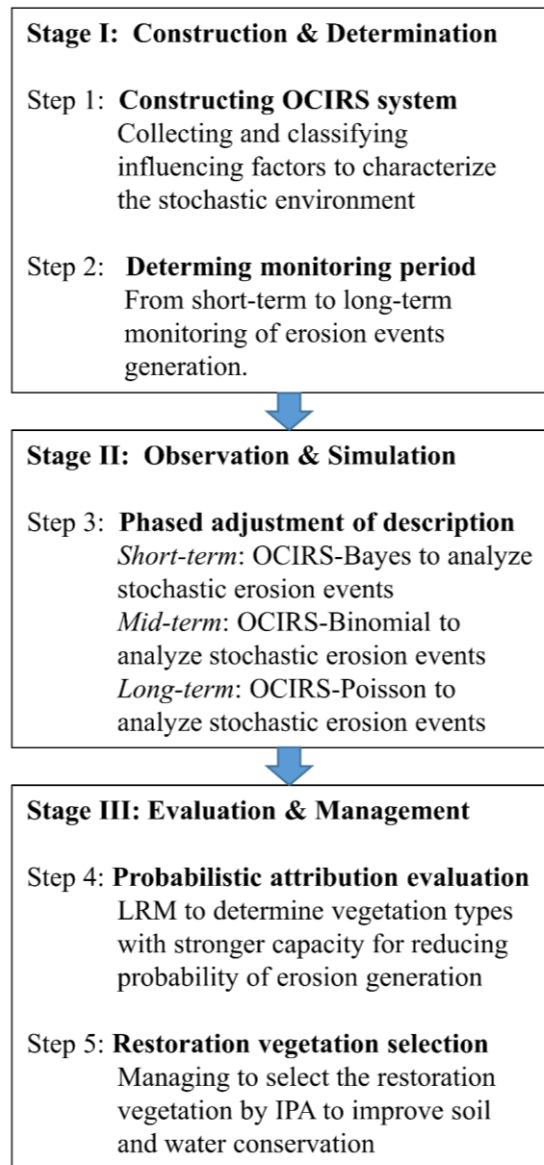 Stage I: Construction & Determination
Step 1: Constructing OCIRS system
Collecting and classifying
influencing factors to characterize
the stochastic environment
Step 2: Determing monitoring period
From short-term to long-term
monitoring of erosion events
generation.
Stage II: Observation & Simulation
Step 3: Phased adjustment of description
Short-term: OCIRS-Bayes to analyze
stochastic erosion events
Mid-term: OCIRS-Binomial to
analyze stochastic erosion events
Long-term: OCIRS-Poisson to
analyze stochastic erosion events
Stage III: Evaluation & Management
Step 4: Probabilistic attribution evaluation
LRM to determine vegetation types
with stronger capacity for reducing
probability of erosion generation
Step 5: Restoration vegetation selection
Managing to select the restoration
vegetation by IPA to improve soil
and water conservation